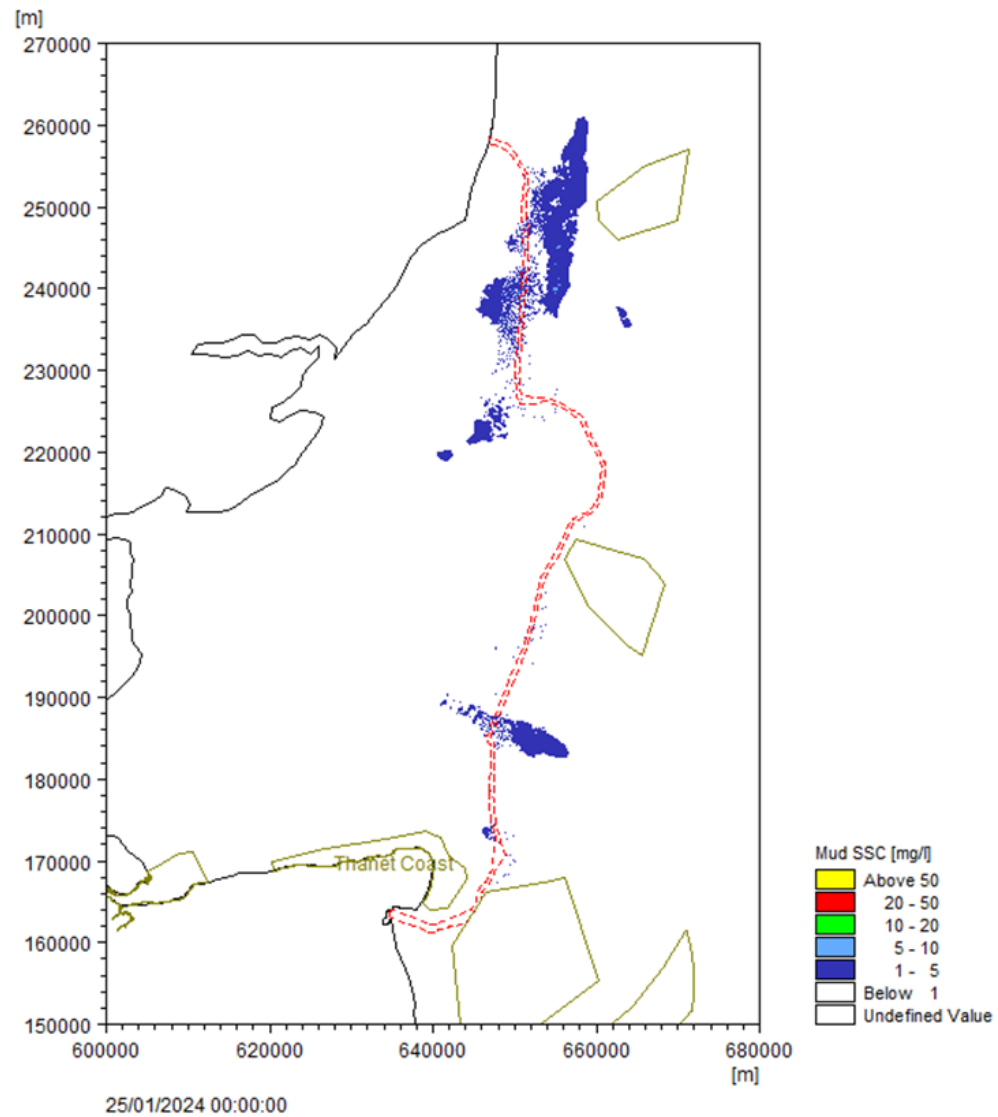 [m]
270000
260000
250000
240000
230000
220000
210000
200000
190000
180000
170000
160000
150000
Thanet Coast
600000 620000 640000 660000 680000
[m]
25/01/2024 00:00:00
Mud SSC [mg/l]
Above 50
20 - 50
10 - 20
5 - 10
1 - 5
Below 1
Undefined Value